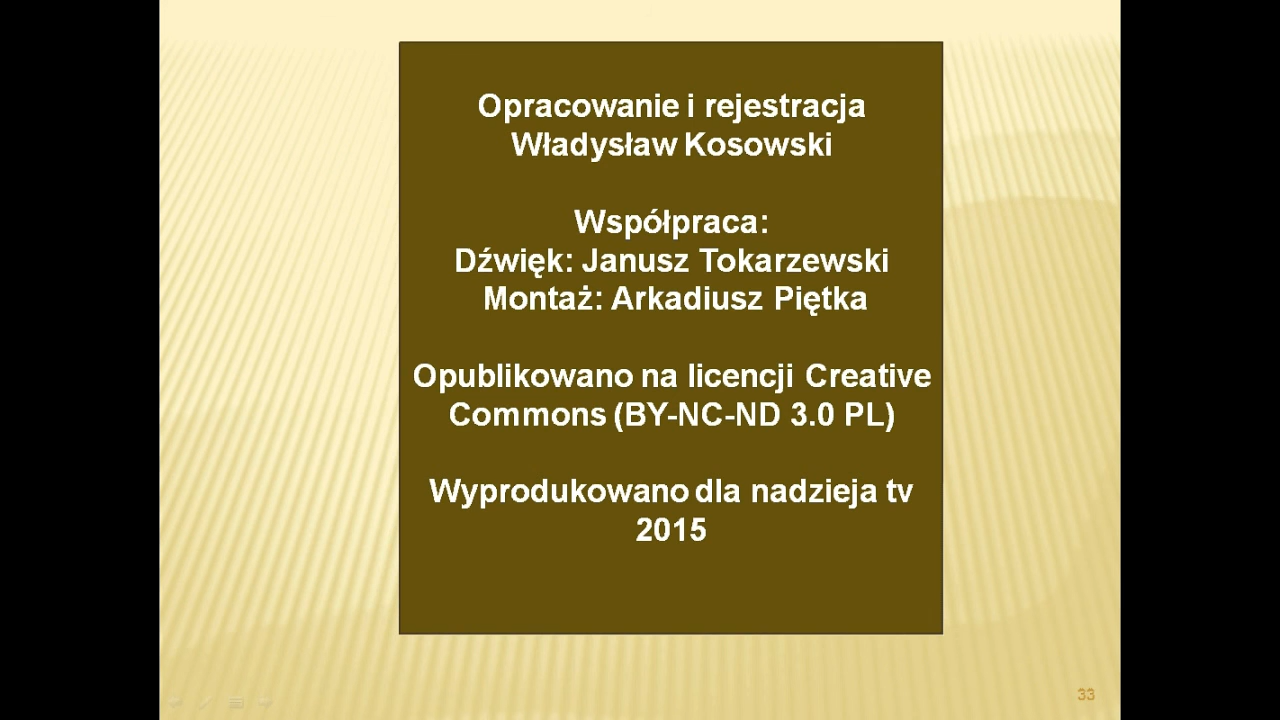 Opracowanie i rejestracja
Władysław Kosowski
Współpraca:
Dźwięk: Janusz Tokarzewski
Montaż: Arkadiusz Piętka
Opublikowano na licencji Creative
Commons (BY-NC-ND 3.0 PL)
Wyprodukowano dla nadzieja tv
2015
33